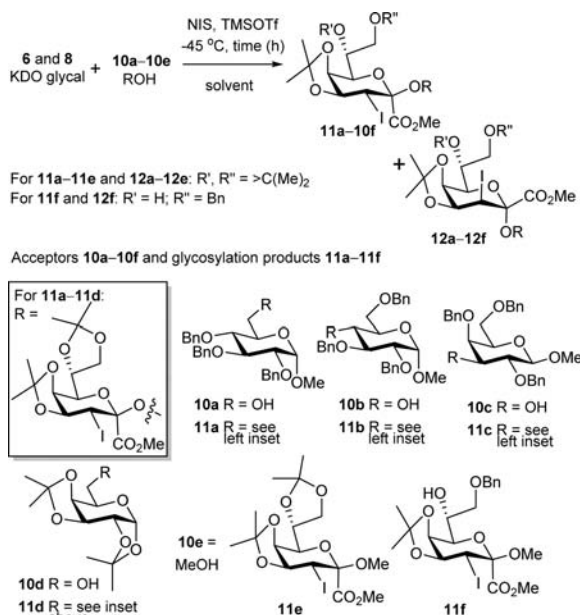 6 and 8
KDO glycal
+
10a–10e
ROH
NIS, TMSOTf
-45 °C, time (h)
solvent
O
O
O
R'O
OR"
OR
I
CO2Me
11a–10f
+
For 11a–11e and 12a–12e: R', R" = >C(Me)2
For 11f and 12f: R' = H; R" = Bn
O
O
O
R'O
OR"
I
CO2Me
OR
12a–12f
Acceptors 10a–10f and glycosylation products 11a–11f
For 11a–11d:
R =
O
O
O
O
O
O
I
CO2Me
R
BnO
BnO
BnO
O
OMe
10a R = OH
11a R = see
left inset
OBn
R
BnO
BnO
O
OMe
10b R = OH
11b R = see
left inset
BnO
OBn
R
O
OMe
OBn
10c R = OH
11c R = see
left inset
R
O
O
O
O
O
10d R = OH
11d R = see inset
10e =
MeOH
O
O
O
O
O
OMe
I
CO2Me
11e
HO
OBn
O
O
O
OMe
I
CO2Me
11f